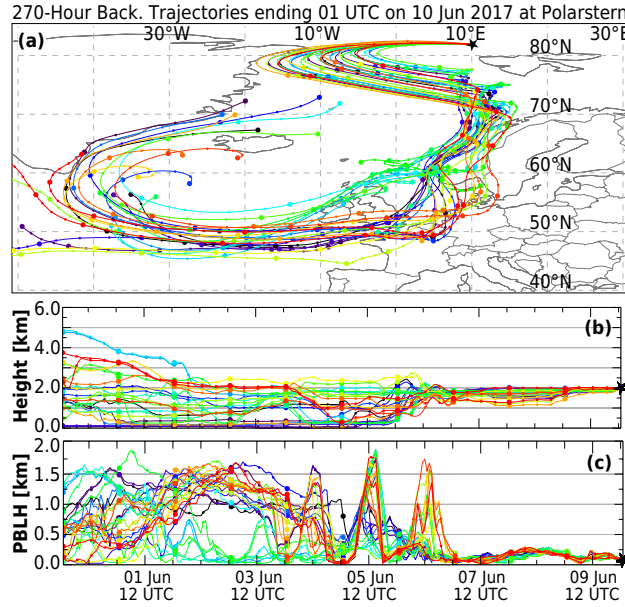 270-Hour Back. Trajectories ending 01 UTC on 10 Jun 2017 at Polarstern
(a)
30°W 10°W 10°E 30°E
80°N
70°N
60°N
50°N
40°N
(b)
Height [km]
6.0
4.0
2.0
0.0
(c)
PBLH [km]
2.0
1.5
1.0
0.5
0.0
01 Jun 03 Jun 05 Jun 07 Jun 09 Jun
12 UTC 12 UTC 12 UTC 12 UTC 12 UTC